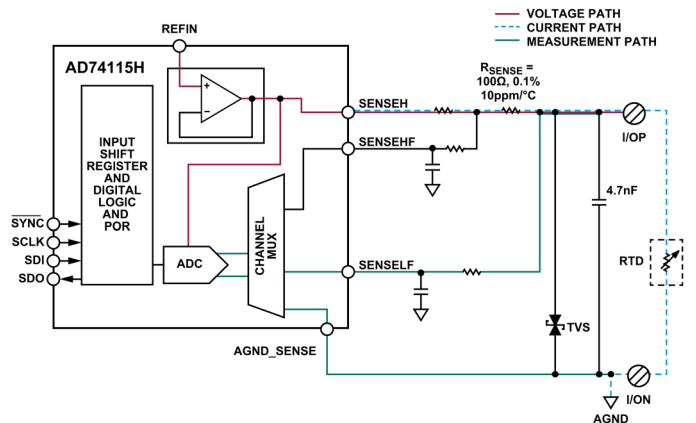 VOLTAGE PATH
CURRENT PATH
MEASUREMENT PATH
REFIN
AD74115H
RSENSE =
100Ω, 0.1%
10ppm/°C
+
–
SENSEH
I/OP
INPUT
SHIFT
REGISTER
AND
DIGITAL
LOGIC
AND
POR
SENSEHF
4.7nF
SYNC
SCLK
SDI
SDO
ADC
CHANNEL
MUX
SENSELF
RTD
TVS
AGND_SENSE
I/ON
AGND